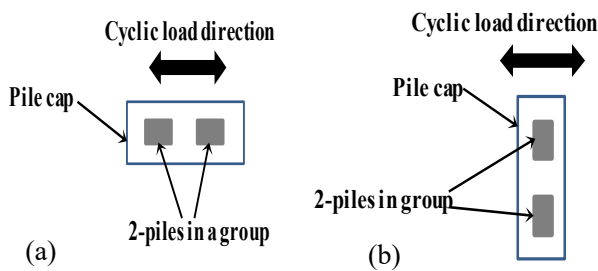 Cyclic load direction
Pile cap
2-piles in a group
(a)
Cyclic load direction
Pile cap
2-piles in group
(b)